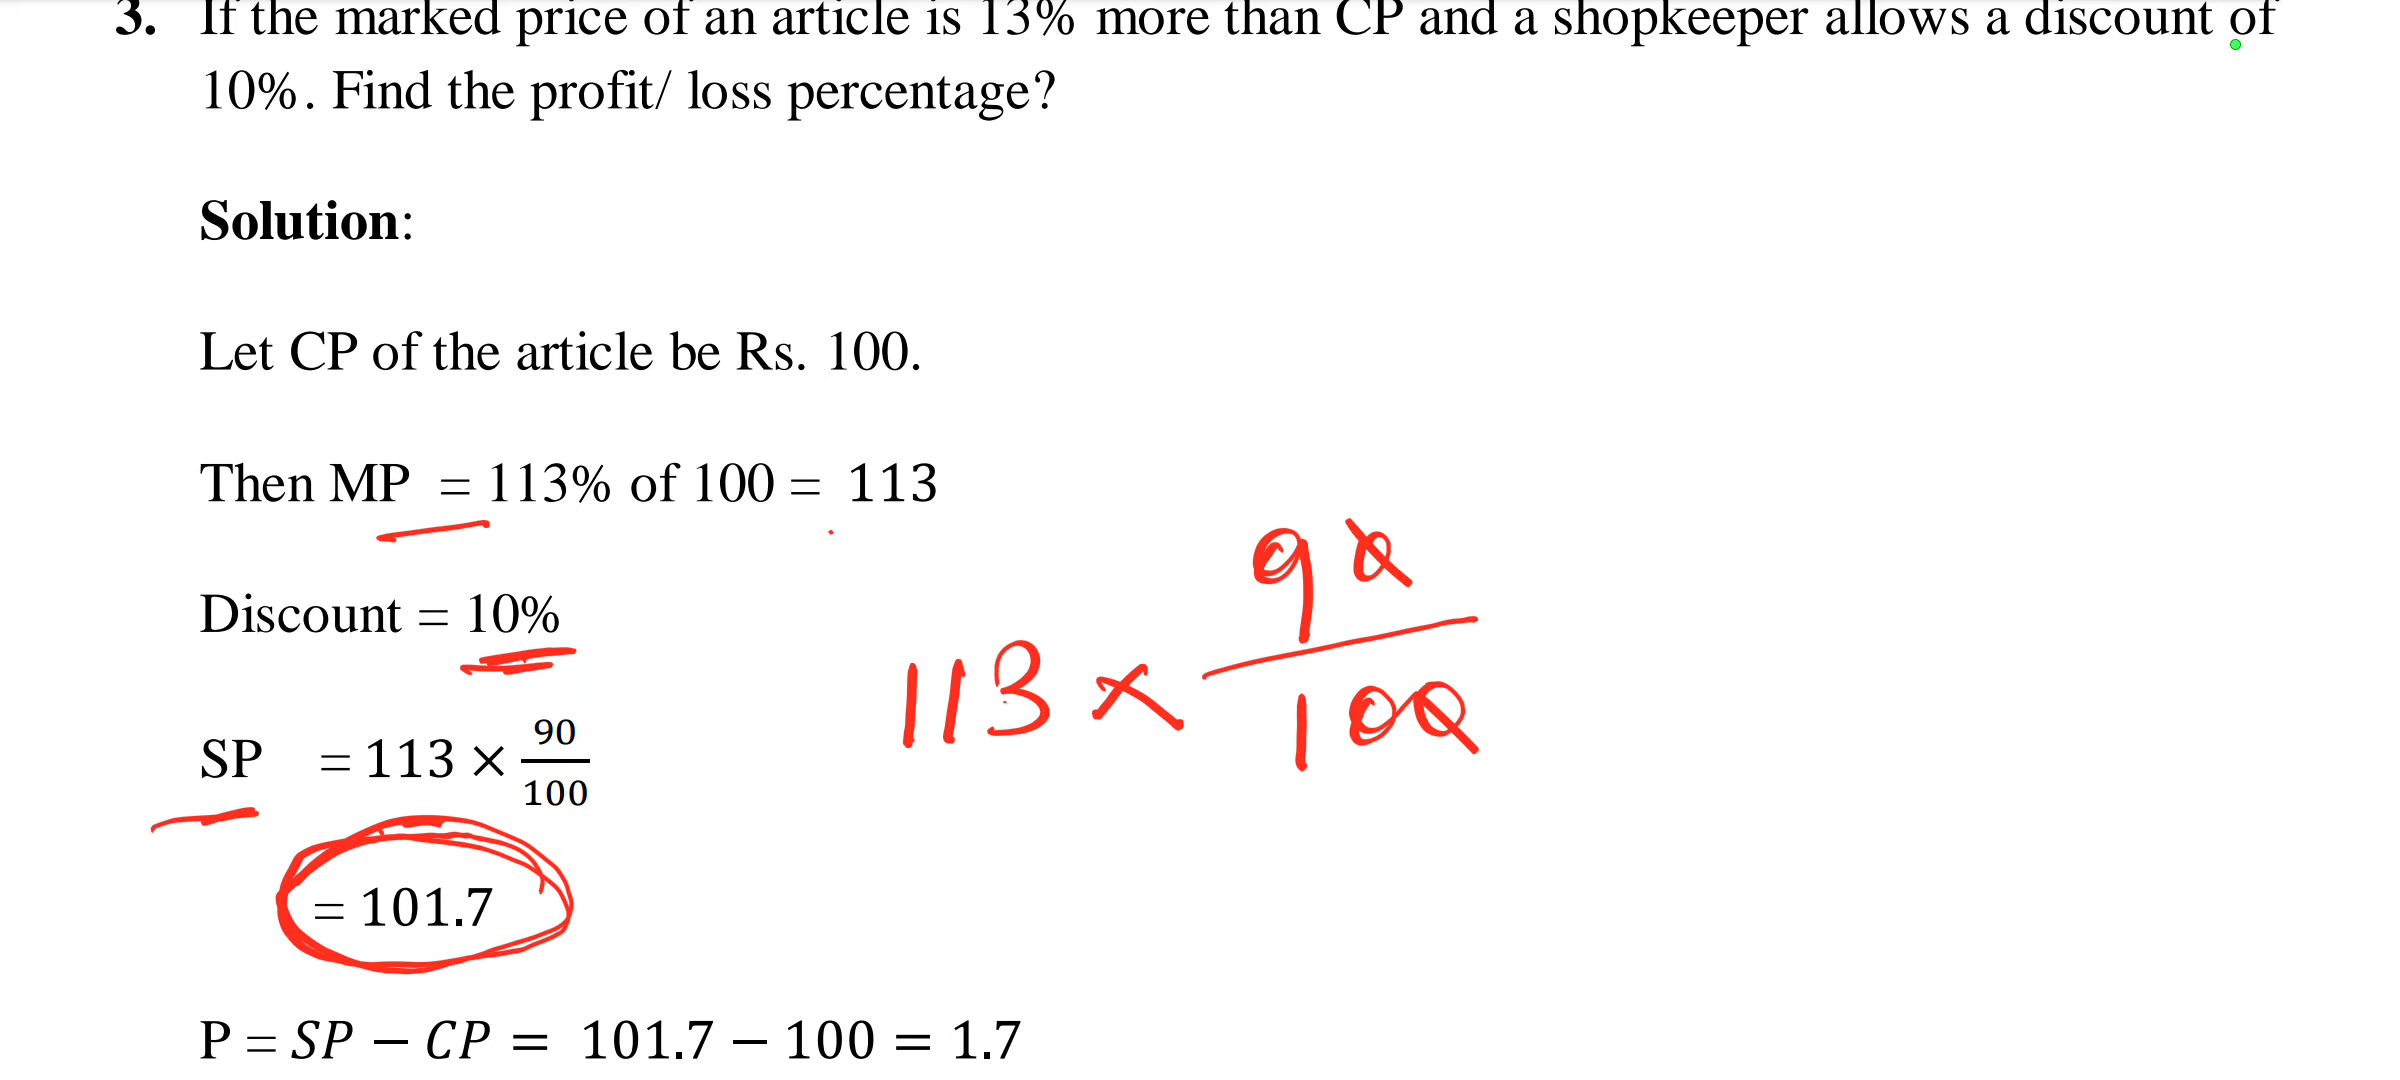 3. If the marked price of an article is 13% more than CP and a shopkeeper allows a discount of
10%. Find the profit/ loss percentage?
Solution:
Let CP of the article be Rs. 100.
Then MP = 113% of 100 = 113
Discount = 10%
SP = 113 × 90/100
113 × 90/100
= 101.7
P = SP − CP = 101.7 − 100 = 1.7